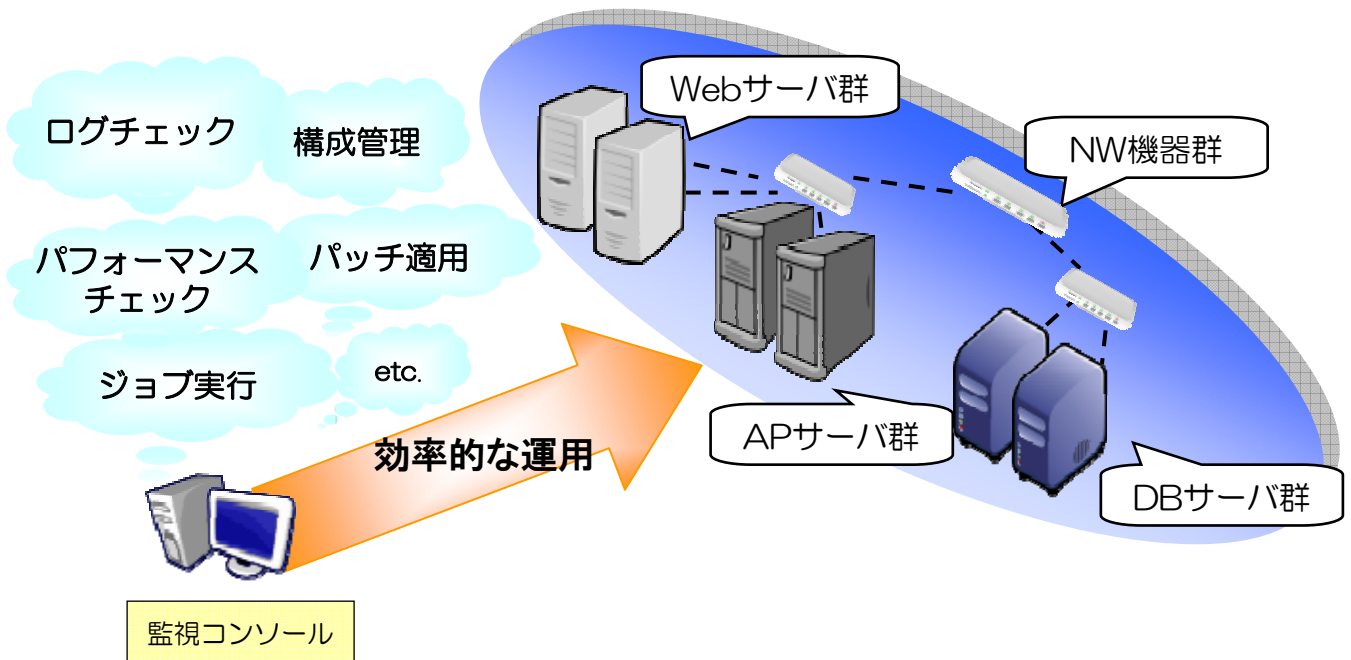 ログチェック
構成管理
パフォーマンス
チェック
パッチ適用
ジョブ実行
etc.
効率的な運用
監視コンソール
Webサーバ群
NW機器群
APサーバ群
DBサーバ群